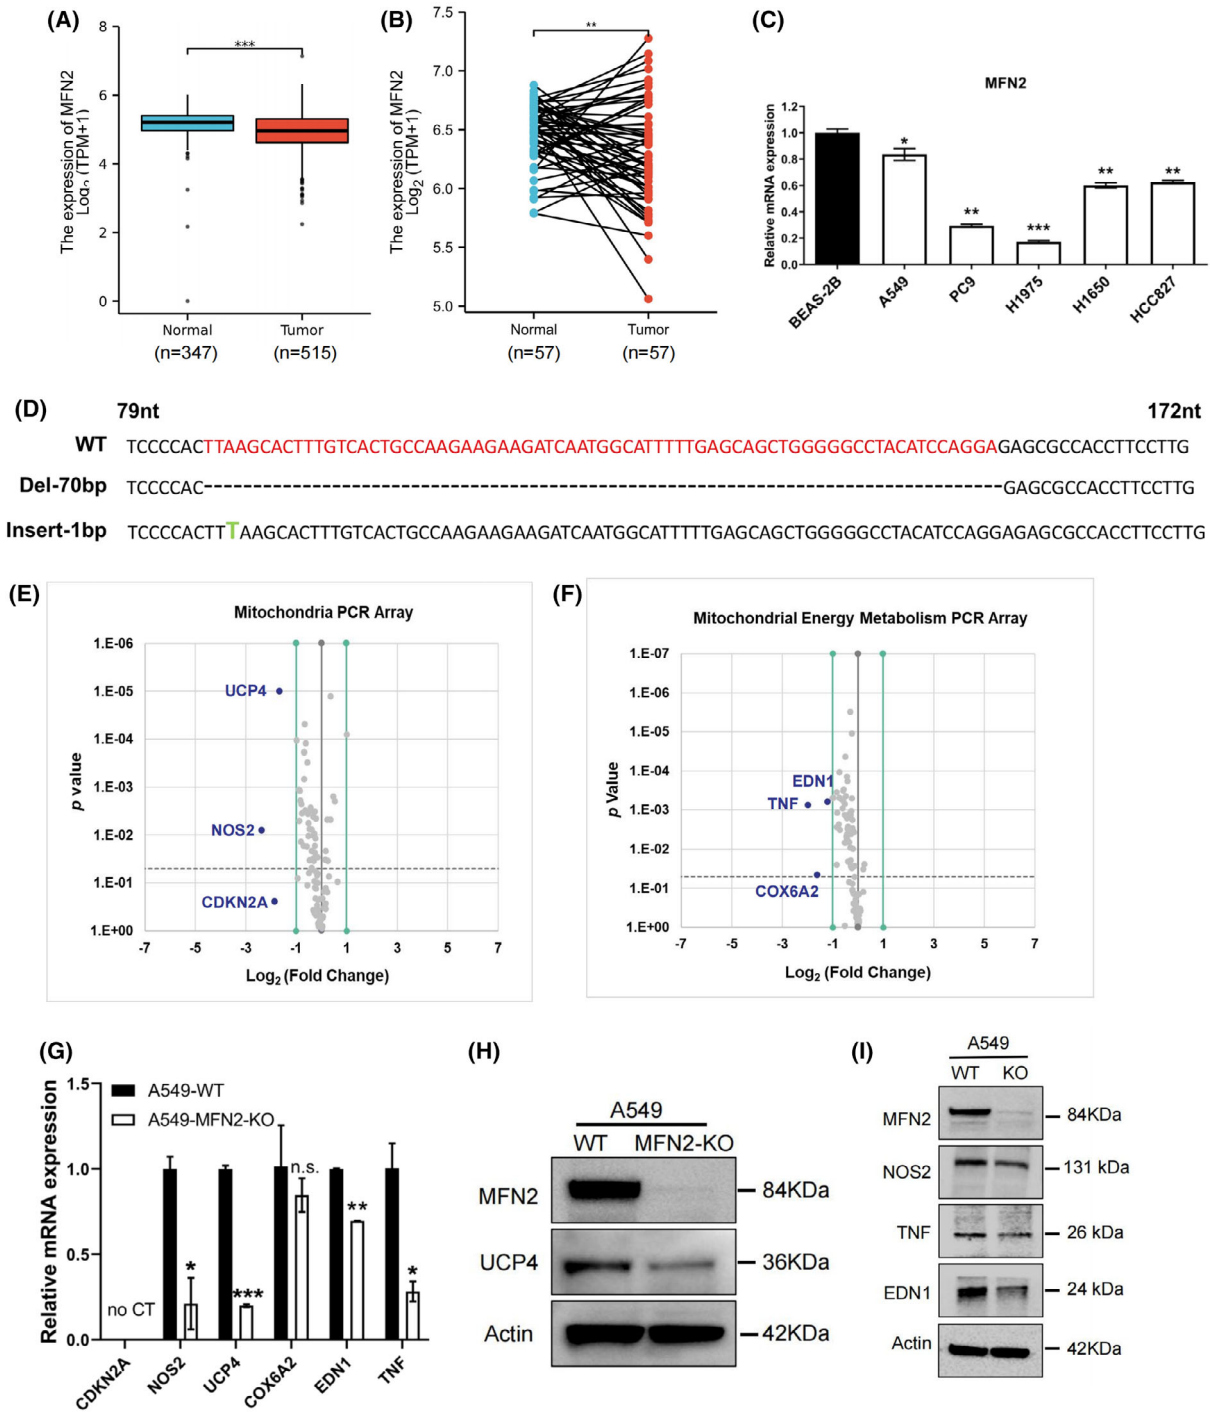 (A)
The expression of MFN2
(TPM+1)
8
6
4
2
0
***
Normal
Tumor
(n=347)
(n=515)
(B)
The expression of MFN2
Log2 (TPM+1)
7.5
7.0
6.5
6.0
5.5
5.0
**
Normal
Tumor
(n=57)
(n=57)
(C)
MFN2
Relative mRNA expression
1.2
1.0
0.8
0.6
0.4
0.2
0.0
*
**
***
**
**
BEAS-2B
A549
PC9
H1975
H1650
HCC827
(D)
79nt
172nt
WT TCCCCACTTAAGCACTTTGTCACTGCCAAGAAGAAGATCAATGGCATTTTTGAGCAGCTGGGGGCCTACATCCAGGAGAGCGCCACCTTCCTTG
Del-70bp TCCCCAC----------------------------------------------------------------------GAGCGCCACCTTCCTTG
Insert-1bp TCCCCACTTTAAGCACTTTGTCACTGCCAAGAAGAAGATCAATGGCATTTTTGAGCAGCTGGGGGCCTACATCCAGGAGAGCGCCACCTTCCTTG
(E)
Mitochondria PCR Array
p value
1.E-06
1.E-05
1.E-04
1.E-03
1.E-02
1.E-01
1.E+00
UCP4
NOS2
CDKN2A
-7 -5 -3 -1 1 3 5 7
Log2 (Fold Change)
(F)
Mitochondrial Energy Metabolism PCR Array
p Value
1.E-07
1.E-06
1.E-05
1.E-04
1.E-03
1.E-02
1.E-01
1.E+00
EDN1
TNF
COX6A2
-7 -5 -3 -1 1 3 5 7
Log2 (Fold Change)
(G)
Relative mRNA expression
1.5
1.0
0.5
0.0
A549-WT
A549-MFN2-KO
no CT
*
***
n.s.
**
*
CDKN2A
NOS2
UCP4
COX6A2
EDN1
TNF
(H)
A549
WT MFN2-KO
MFN2 84KDa
UCP4 36KDa
Actin 42KDa
(I)
A549
WT KO
MFN2 84KDa
NOS2 131 kDa
TNF 26 kDa
EDN1 24 kDa
Actin 42KDa